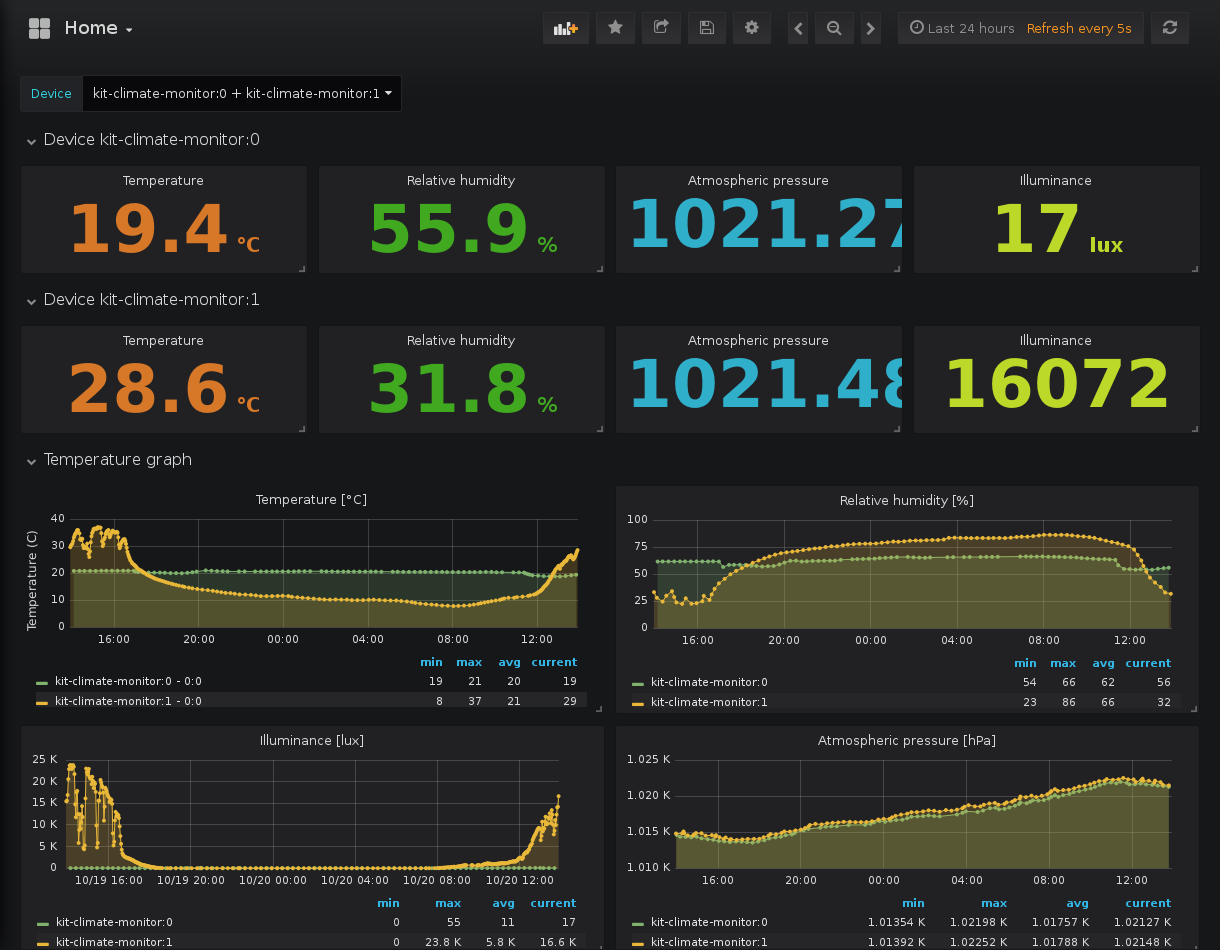 Home
Last 24 hours Refresh every 5s
Device kit-climate-monitor:0 + kit-climate-monitor:1
Device kit-climate-monitor:0
Temperature Relative humidity Atmospheric pressure Illuminance
19.4 °C 55.9 % 1021.27 17 lux
Device kit-climate-monitor:1
Temperature Relative humidity Atmospheric pressure Illuminance
28.6 °C 31.8 % 1021.48 16072
Temperature graph
Temperature [°C]
Temperature (C)
40
30
20
10
0
16:00 20:00 00:00 04:00 08:00 12:00
min max avg current
kit-climate-monitor:0 - 0:0 19 21 20 19
kit-climate-monitor:1 - 0:0 8 37 21 29
Relative humidity [%]
100
75
50
25
0
16:00 20:00 00:00 04:00 08:00 12:00
min max avg current
kit-climate-monitor:0 54 66 62 56
kit-climate-monitor:1 23 86 66 32
Illuminance [lux]
25 K
20 K
15 K
10 K
5 K
0
10/19 16:00 10/19 20:00 10/20 00:00 10/20 04:00 10/20 08:00 10/20 12:00
min max avg current
kit-climate-monitor:0 0 55 11 17
kit-climate-monitor:1 0 23.8 K 5.8 K 16.6 K
Atmospheric pressure [hPa]
1.025 K
1.020 K
1.015 K
1.010 K
16:00 20:00 00:00 04:00 08:00 12:00
min max avg current
kit-climate-monitor:0 1.01354 K 1.02198 K 1.01757 K 1.02127 K
kit-climate-monitor:1 1.01392 K 1.02252 K 1.01788 K 1.02148 K